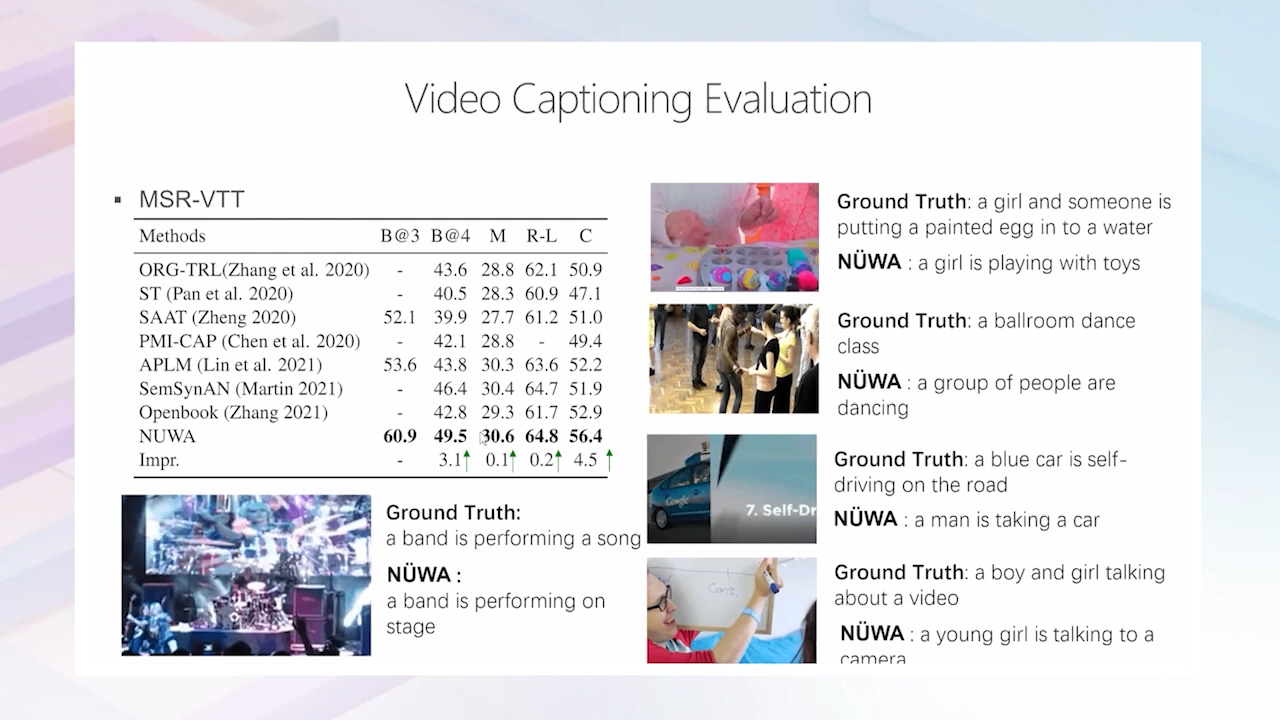 Video Captioning Evaluation
▪ MSR-VTT
Methods B@3 B@4 M R-L C
ORG-TRL(Zhang et al. 2020) - 43.6 28.8 62.1 50.9
ST (Pan et al. 2020) - 40.5 28.3 60.9 47.1
SAAT (Zheng 2020) 52.1 39.9 27.7 61.2 51.0
PMI-CAP (Chen et al. 2020) - 42.1 28.8 - 49.4
APLM (Lin et al. 2021) 53.6 43.8 30.3 63.6 52.2
SemSynAN (Martin 2021) - 46.4 30.4 64.7 51.9
Openbook (Zhang 2021) - 42.8 29.3 61.7 52.9
NUWA 60.9 49.5 30.6 64.8 56.4
Impr. - 3.1↑ 0.1↑ 0.2↑ 4.5↑
Ground Truth:
a band is performing a song
NÜWA :
a band is performing on
stage
Ground Truth: a girl and someone is
putting a painted egg in to a water
NÜWA : a girl is playing with toys
Ground Truth: a ballroom dance
class
NÜWA : a group of people are
dancing
Google
7. Self-Dr
Ground Truth: a blue car is self-
driving on the road
NÜWA : a man is taking a car
Cont.
Ground Truth: a boy and girl talking
about a video
NÜWA : a young girl is talking to a
camera